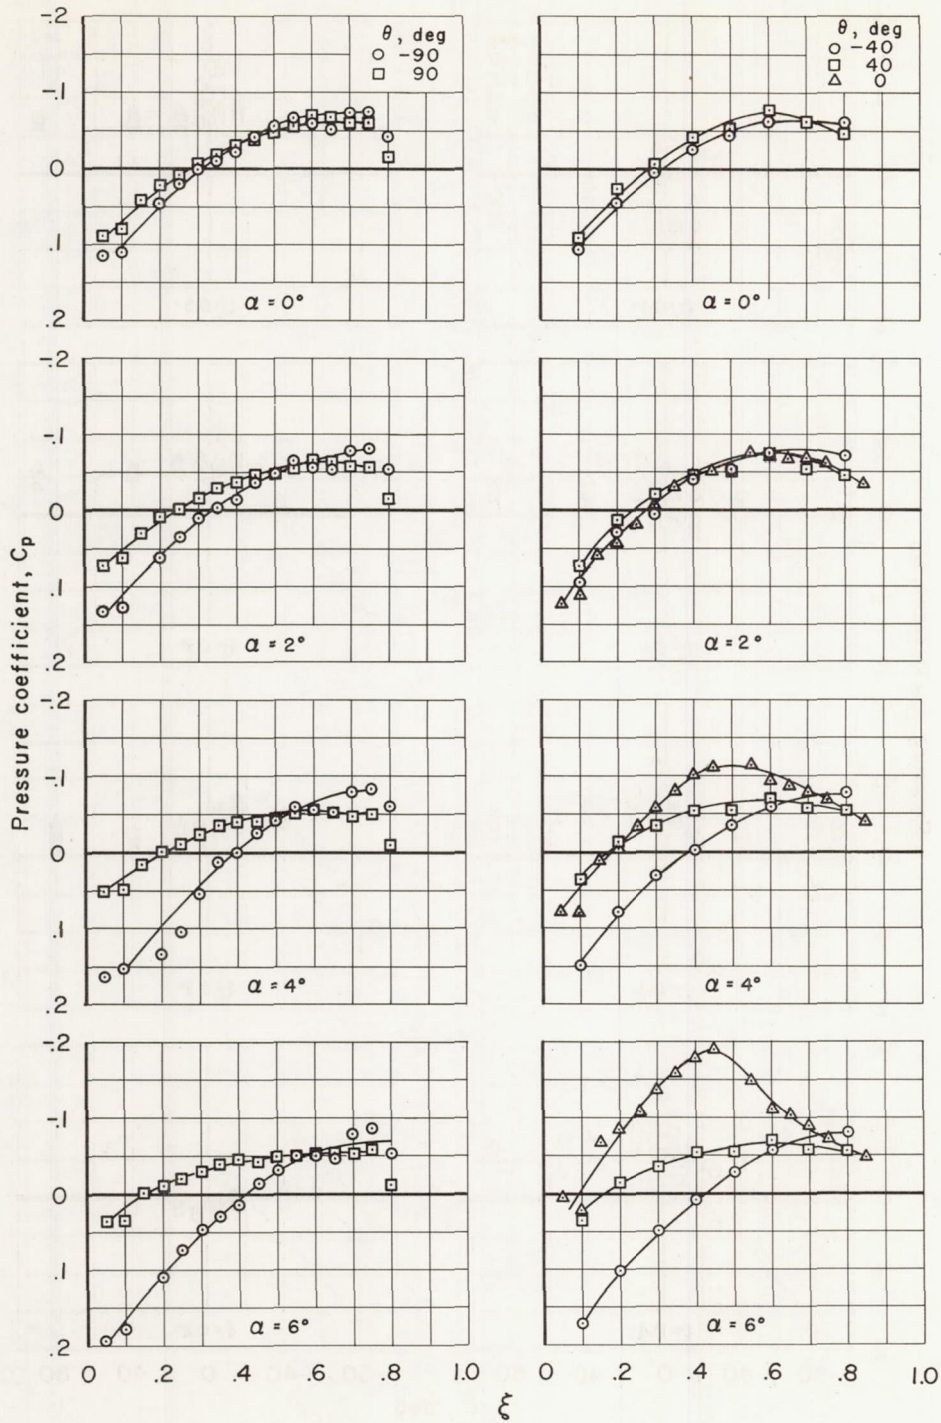 Pressure coefficient, Cp
-.2
-.1
0
.1
.2
θ, deg
-90
90
α = 0°
θ, deg
-40
40
0
α = 0°
-.2
-.1
0
.1
.2
α = 2°
α = 2°
-.2
-.1
0
.1
.2
α = 4°
α = 4°
-.2
-.1
0
.1
.2
α = 6°
α = 6°
0 .2 .4 .6 .8 1.0
0 .2 .4 .6 .8 1.0
ξ